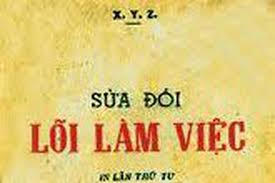 X. Y. Z.
SỬA ĐỔI
LỐI LÀM VIỆC
IN LẦN THỨ TƯ